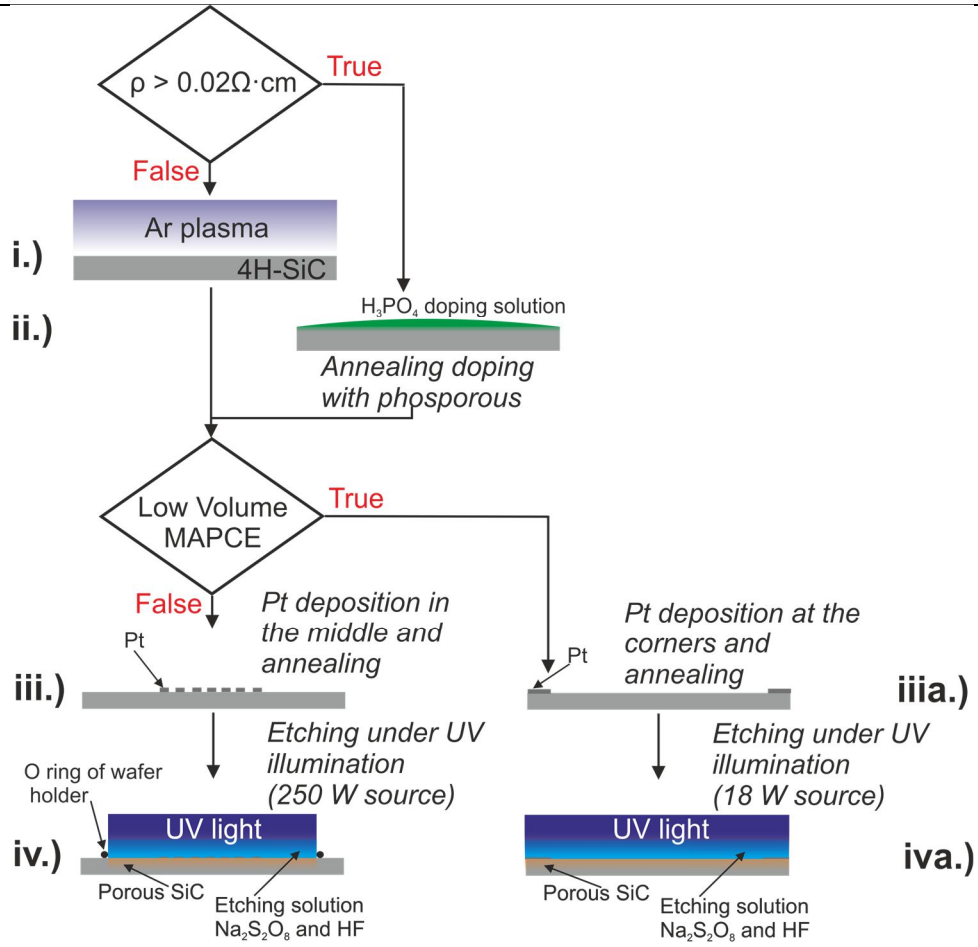 ρ > 0.02Ω·cm
True
False
Ar plasma
i.)
4H-SiC
H₃PO₄ doping solution
ii.)
Annealing doping
with phosporous
Low Volume
MAPCE
True
False
Pt deposition in
the middle and
annealing
Pt
iii.)
Pt deposition at the
corners and
annealing
Pt
iiia.)
Etching under UV
illumination
(250 W source)
Etching under UV
illumination
(18 W source)
O ring of wafer
holder
UV light
iv.)
Porous SiC
Etching solution
Na₂S₂O₈ and HF
UV light
iva.)
Porous SiC
Etching solution
Na₂S₂O₈ and HF